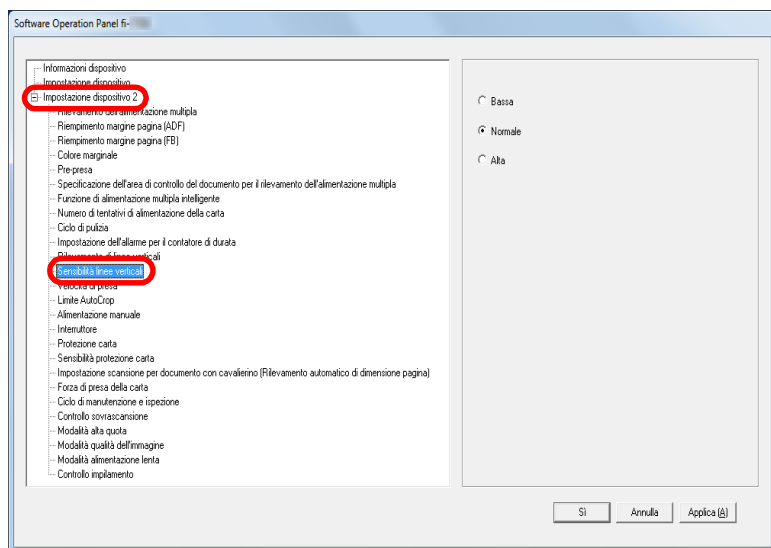 Software Operation Panel fi-
Informazioni dispositivo
Impostazione dispositivo
Impostazione dispositivo 2
Rilevamento dell'alimentazione multipla
Riempimento margine pagina (ADF)
Riempimento margine pagina (FB)
Colore marginale
Pre-presa
Specificazione dell'area di controllo del documento per il rilevamento dell'alimentazione multipla
Funzione di alimentazione multipla intelligente
Numero di tentativi di alimentazione della carta
Ciclo di pulizia
Impostazione dell'allarme per il contatore di durata
Rilevamento di linee verticali
Sensibilità linee verticali
Velocità di presa
Limite AutoCrop
Alimentazione manuale
Interruttore
Protezione carta
Sensibilità protezione carta
Impostazione scansione per documento con cavalierino (Rilevamento automatico di dimensione pagina)
Forza di presa della carta
Ciclo di manutenzione e ispezione
Controllo sovrascansione
Modalità alta quota
Modalità qualità dell'immagine
Modalità alimentazione lenta
Controllo impilamento
Bassa
Normale
Alta
Sì
Annulla
Applica (A)